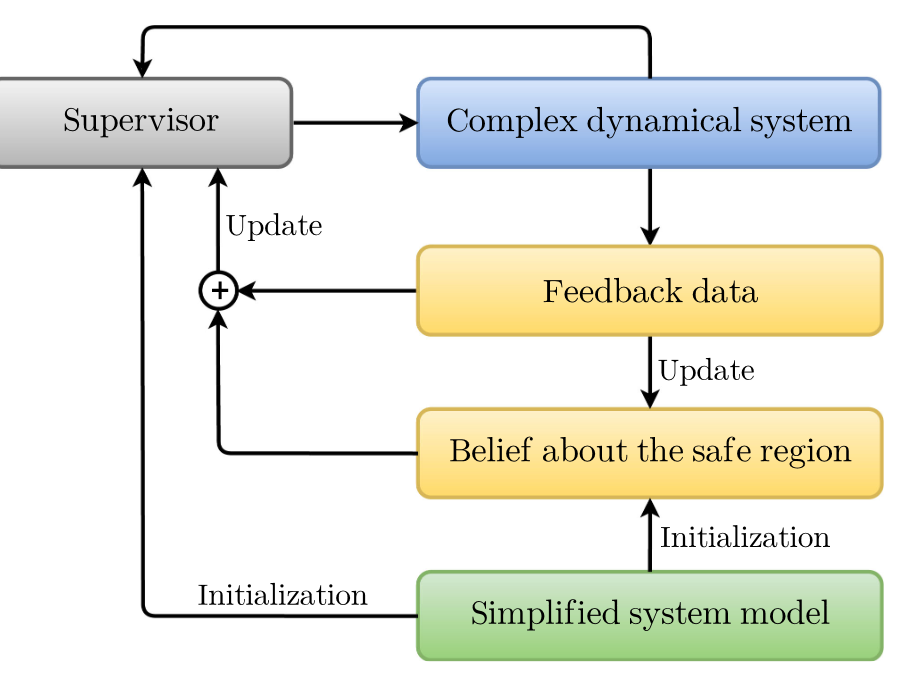 Supervisor
Complex dynamical system
Update
+
Feedback data
Update
Belief about the safe region
Initialization
Initialization
Simplified system model